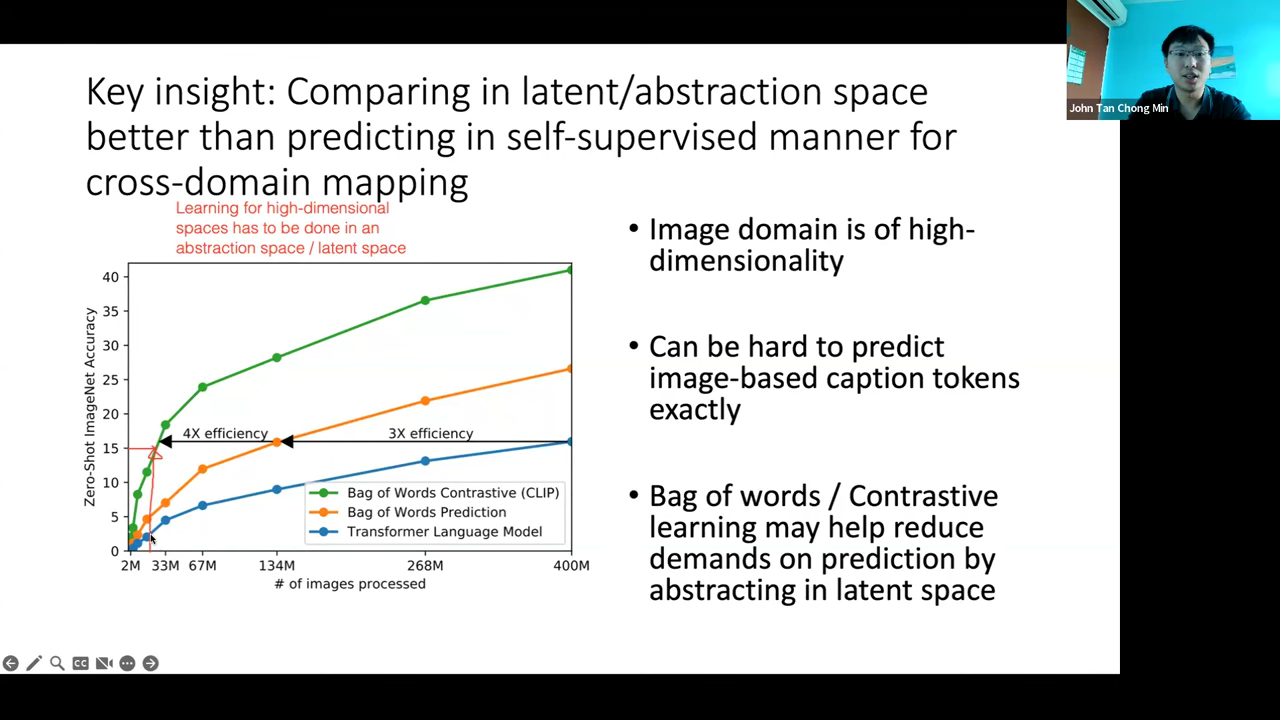 John Tan Chong Min
Key insight: Comparing in latent/abstraction space
better than predicting in self-supervised manner for
cross-domain mapping
Learning for high-dimensional
spaces has to be done in an
abstraction space / latent space
Zero-Shot ImageNet Accuracy
40
35
30
25
20
15
10
5
0
4X efficiency
3X efficiency
Bag of Words Contrastive (CLIP)
Bag of Words Prediction
Transformer Language Model
2M 33M 67M 134M 268M 400M
# of images processed
• Image domain is of high-
dimensionality
• Can be hard to predict
image-based caption tokens
exactly
• Bag of words / Contrastive
learning may help reduce
demands on prediction by
abstracting in latent space
CC